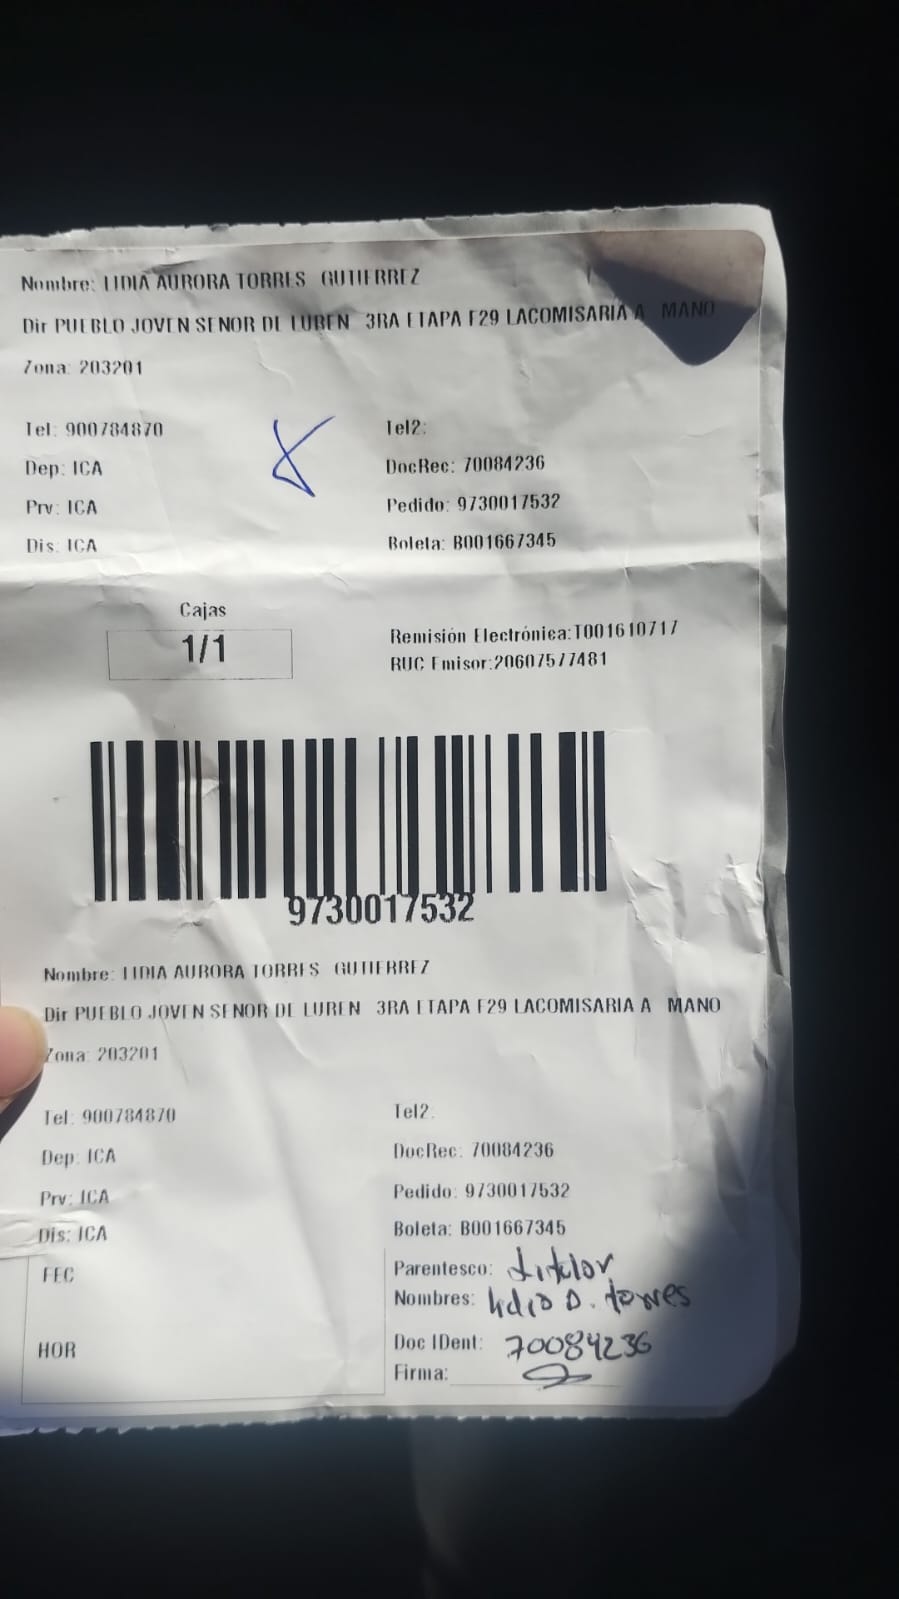 Nombre: LIDIA AURORA TORRES GUTIERREZ
Dir PUEBLO JOVEN SENOR DE LUREN 3RA ETAPA F29 LACOMISARIA A MANO
Zona: 203201
Tel: 900784870 Tel2:
Dep: ICA DocRec: 70084236
Prv: ICA Pedido: 9730017532
Dis: ICA Boleta: B001667345
Cajas
1/1
Remisión Electrónica:T001610717
RUC Emisor:20607577481
9730017532
Nombre: LIDIA AURORA TORRES GUTIERREZ
Dir PUEBLO JOVEN SENOR DE LUREN 3RA ETAPA F29 LACOMISARIA A MANO
Zona: 203201
Tel: 900784870 Tel2:
Dep: ICA DocRec: 70084236
Prv: ICA Pedido: 9730017532
Dis: ICA Boleta: B001667345
FEC
Parentesco: titular
Nombres: torres
HOR
Doc IDent: 70084236
Firma: